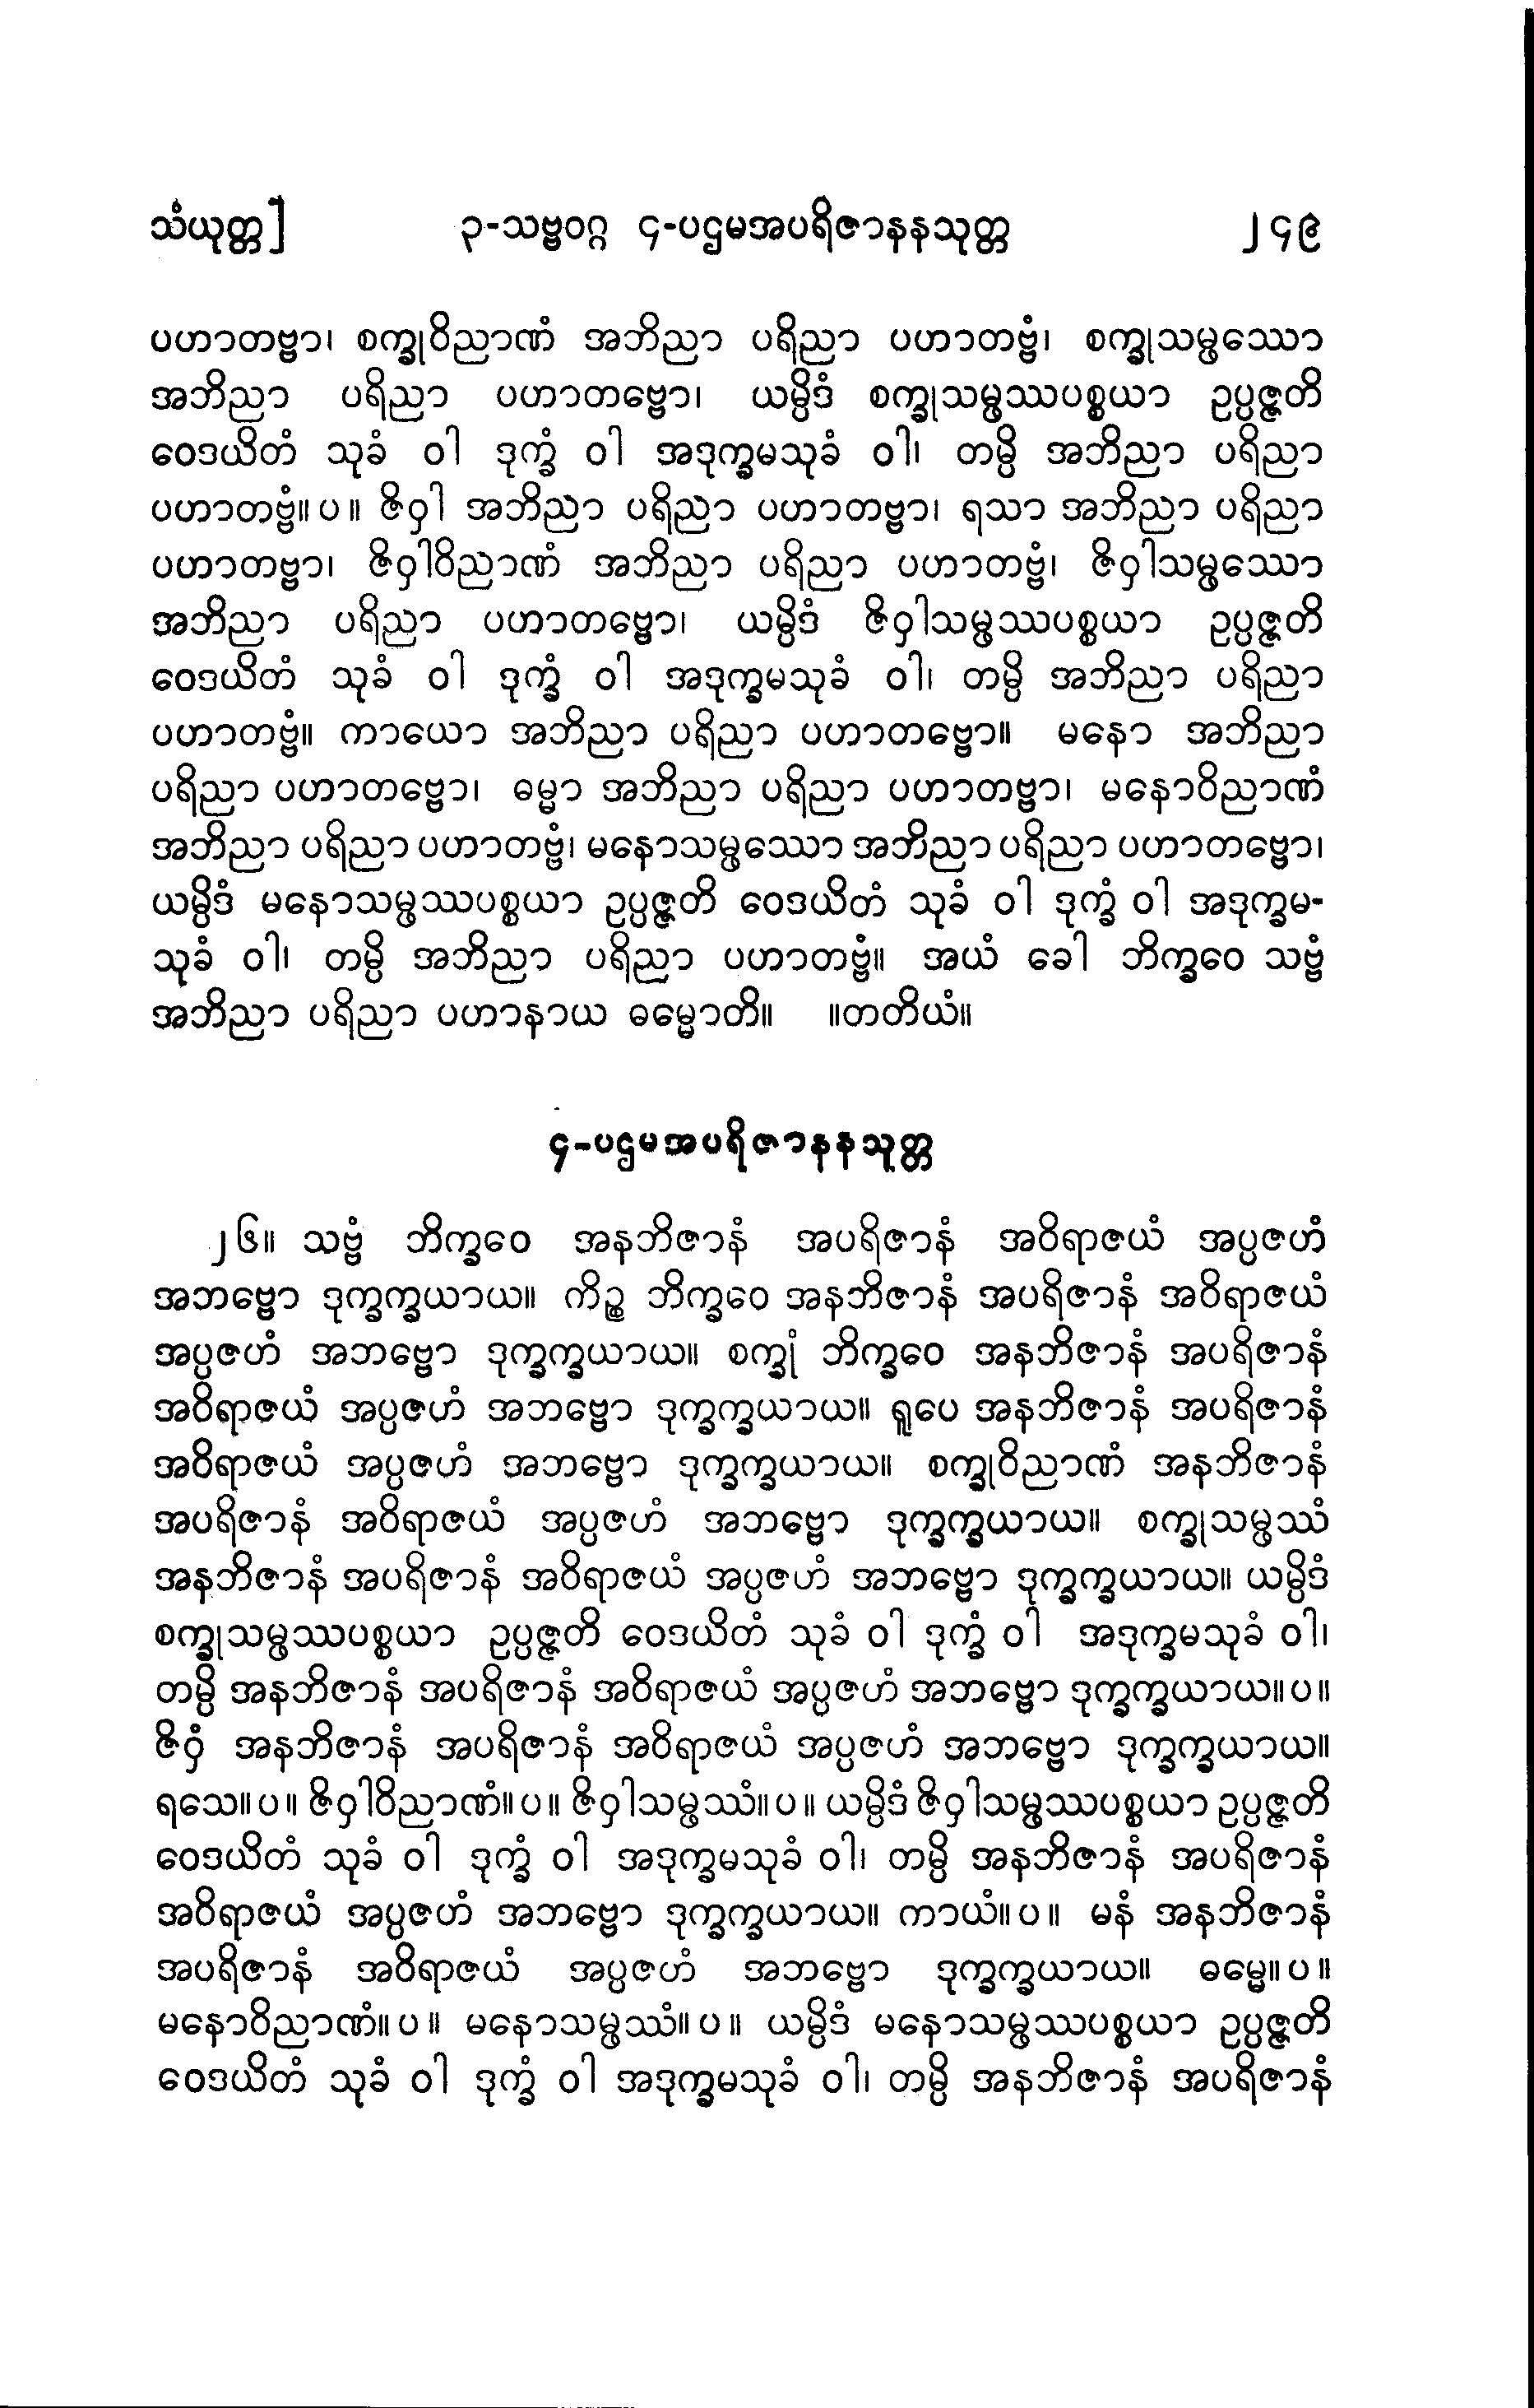 သံယုတ္တ] ၃-သဗ္ဗဝဂ္ဂ ၄-ပဌမအပရိဇာနနသုတ္တ ၂၄၉
ပဟာတဗ္ဗာ၊ စက္ခုဝိညာဏံ အဘိညာ ပရိညာ ပဟာတဗ္ဗံ၊ စက္ခုသမ္ဖဿော
အဘိညာ ပရိညာ ပဟာတဗ္ဗော၊ ယမ္ပိဒံ စက္ခုသမ္ဖဿပစ္စယာ ဥပ္ပဇ္ဇတိ
ဝေဒယိတံ သုခံ ဝါ ဒုက္ခံ ဝါ အဒုက္ခမသုခံ ဝါ၊ တမ္ပိ အဘိညာ ပရိညာ
ပဟာတဗ္ဗံ။ ပ ။ ဇိဝှါ အဘိညာ ပရိညာ ပဟာတဗ္ဗာ၊ ရသာ အဘိညာ ပရိညာ
ပဟာတဗ္ဗာ၊ ဇိဝှါဝိညာဏံ အဘိညာ ပရိညာ ပဟာတဗ္ဗံ၊ ဇိဝှါသမ္ဖဿော
အဘိညာ ပရိညာ ပဟာတဗ္ဗော၊ ယမ္ပိဒံ ဇိဝှါသမ္ဖဿပစ္စယာ ဥပ္ပဇ္ဇတိ
ဝေဒယိတံ သုခံ ဝါ ဒုက္ခံ ဝါ အဒုက္ခမသုခံ ဝါ၊ တမ္ပိ အဘိညာ ပရိညာ
ပဟာတဗ္ဗံ။ ကာယော အဘိညာ ပရိညာ ပဟာတဗ္ဗော။ မနော အဘိညာ
ပရိညာ ပဟာတဗ္ဗော၊ ဓမ္မာ အဘိညာ ပရိညာ ပဟာတဗ္ဗာ၊ မနောဝိညာဏံ
အဘိညာ ပရိညာ ပဟာတဗ္ဗံ၊ မနောသမ္ဖဿော အဘိညာ ပရိညာ ပဟာတဗ္ဗော၊
ယမ္ပိဒံ မနောသမ္ဖဿပစ္စယာ ဥပ္ပဇ္ဇတိ ဝေဒယိတံ သုခံ ဝါ ဒုက္ခံ ဝါ အဒုက္ခမ-
သုခံ ဝါ၊ တမ္ပိ အဘိညာ ပရိညာ ပဟာတဗ္ဗံ။ အယံ ခေါ ဘိက္ခဝေ သဗ္ဗံ
အဘိညာ ပရိညာ ပဟာနာယ ဓမ္မောတိ။ ။တတိယံ။
၄-ပဌမအပရိဇာနနသုတ္တ
၂၆။ သဗ္ဗံ ဘိက္ခဝေ အနဘိဇာနံ အပရိဇာနံ အဝိရာဇယံ အပ္ပဇဟံ
အဘဗ္ဗော ဒုက္ခက္ခယာယ။ ကိဉ္စ ဘိက္ခဝေ အနဘိဇာနံ အပရိဇာနံ အဝိရာဇယံ
အပ္ပဇဟံ အဘဗ္ဗော ဒုက္ခက္ခယာယ။ စက္ခုံ ဘိက္ခဝေ အနဘိဇာနံ အပရိဇာနံ
အဝိရာဇယံ အပ္ပဇဟံ အဘဗ္ဗော ဒုက္ခက္ခယာယ။ ရူပေ အနဘိဇာနံ အပရိဇာနံ
အဝိရာဇယံ အပ္ပဇဟံ အဘဗ္ဗော ဒုက္ခက္ခယာယ။ စက္ခုဝိညာဏံ အနဘိဇာနံ
အပရိဇာနံ အဝိရာဇယံ အပ္ပဇဟံ အဘဗ္ဗော ဒုက္ခက္ခယာယ။ စက္ခုသမ္ဖဿံ
အနဘိဇာနံ အပရိဇာနံ အဝိရာဇယံ အပ္ပဇဟံ အဘဗ္ဗော ဒုက္ခက္ခယာယ။ ယမ္ပိဒံ
စက္ခုသမ္ဖဿပစ္စယာ ဥပ္ပဇ္ဇတိ ဝေဒယိတံ သုခံ ဝါ ဒုက္ခံ ဝါ အဒုက္ခမသုခံ ဝါ၊
တမ္ပိ အနဘိဇာနံ အပရိဇာနံ အဝိရာဇယံ အပ္ပဇဟံ အဘဗ္ဗော ဒုက္ခက္ခယာယ။ ပ ။
ဇိဝှံ အနဘိဇာနံ အပရိဇာနံ အဝိရာဇယံ အပ္ပဇဟံ အဘဗ္ဗော ဒုက္ခက္ခယာယ။
ရသေ။ ပ ။ ဇိဝှါဝိညာဏံ။ ပ ။ ဇိဝှါသမ္ဖဿံ။ ပ ။ ယမ္ပိဒံ ဇိဝှါသမ္ဖဿပစ္စယာ ဥပ္ပဇ္ဇတိ
ဝေဒယိတံ သုခံ ဝါ ဒုက္ခံ ဝါ အဒုက္ခမသုခံ ဝါ၊ တမ္ပိ အနဘိဇာနံ အပရိဇာနံ
အဝိရာဇယံ အပ္ပဇဟံ အဘဗ္ဗော ဒုက္ခက္ခယာယ။ ကာယံ။ ပ ။ မနံ အနဘိဇာနံ
အပရိဇာနံ အဝိရာဇယံ အပ္ပဇဟံ အဘဗ္ဗော ဒုက္ခက္ခယာယ။ ဓမ္မေ။ ပ ။
မနောဝိညာဏံ။ ပ ။ မနောသမ္ဖဿံ။ ပ ။ ယမ္ပိဒံ မနောသမ္ဖဿပစ္စယာ ဥပ္ပဇ္ဇတိ
ဝေဒယိတံ သုခံ ဝါ ဒုက္ခံ ဝါ အဒုက္ခမသုခံ ဝါ၊ တမ္ပိ အနဘိဇာနံ အပရိဇာနံ